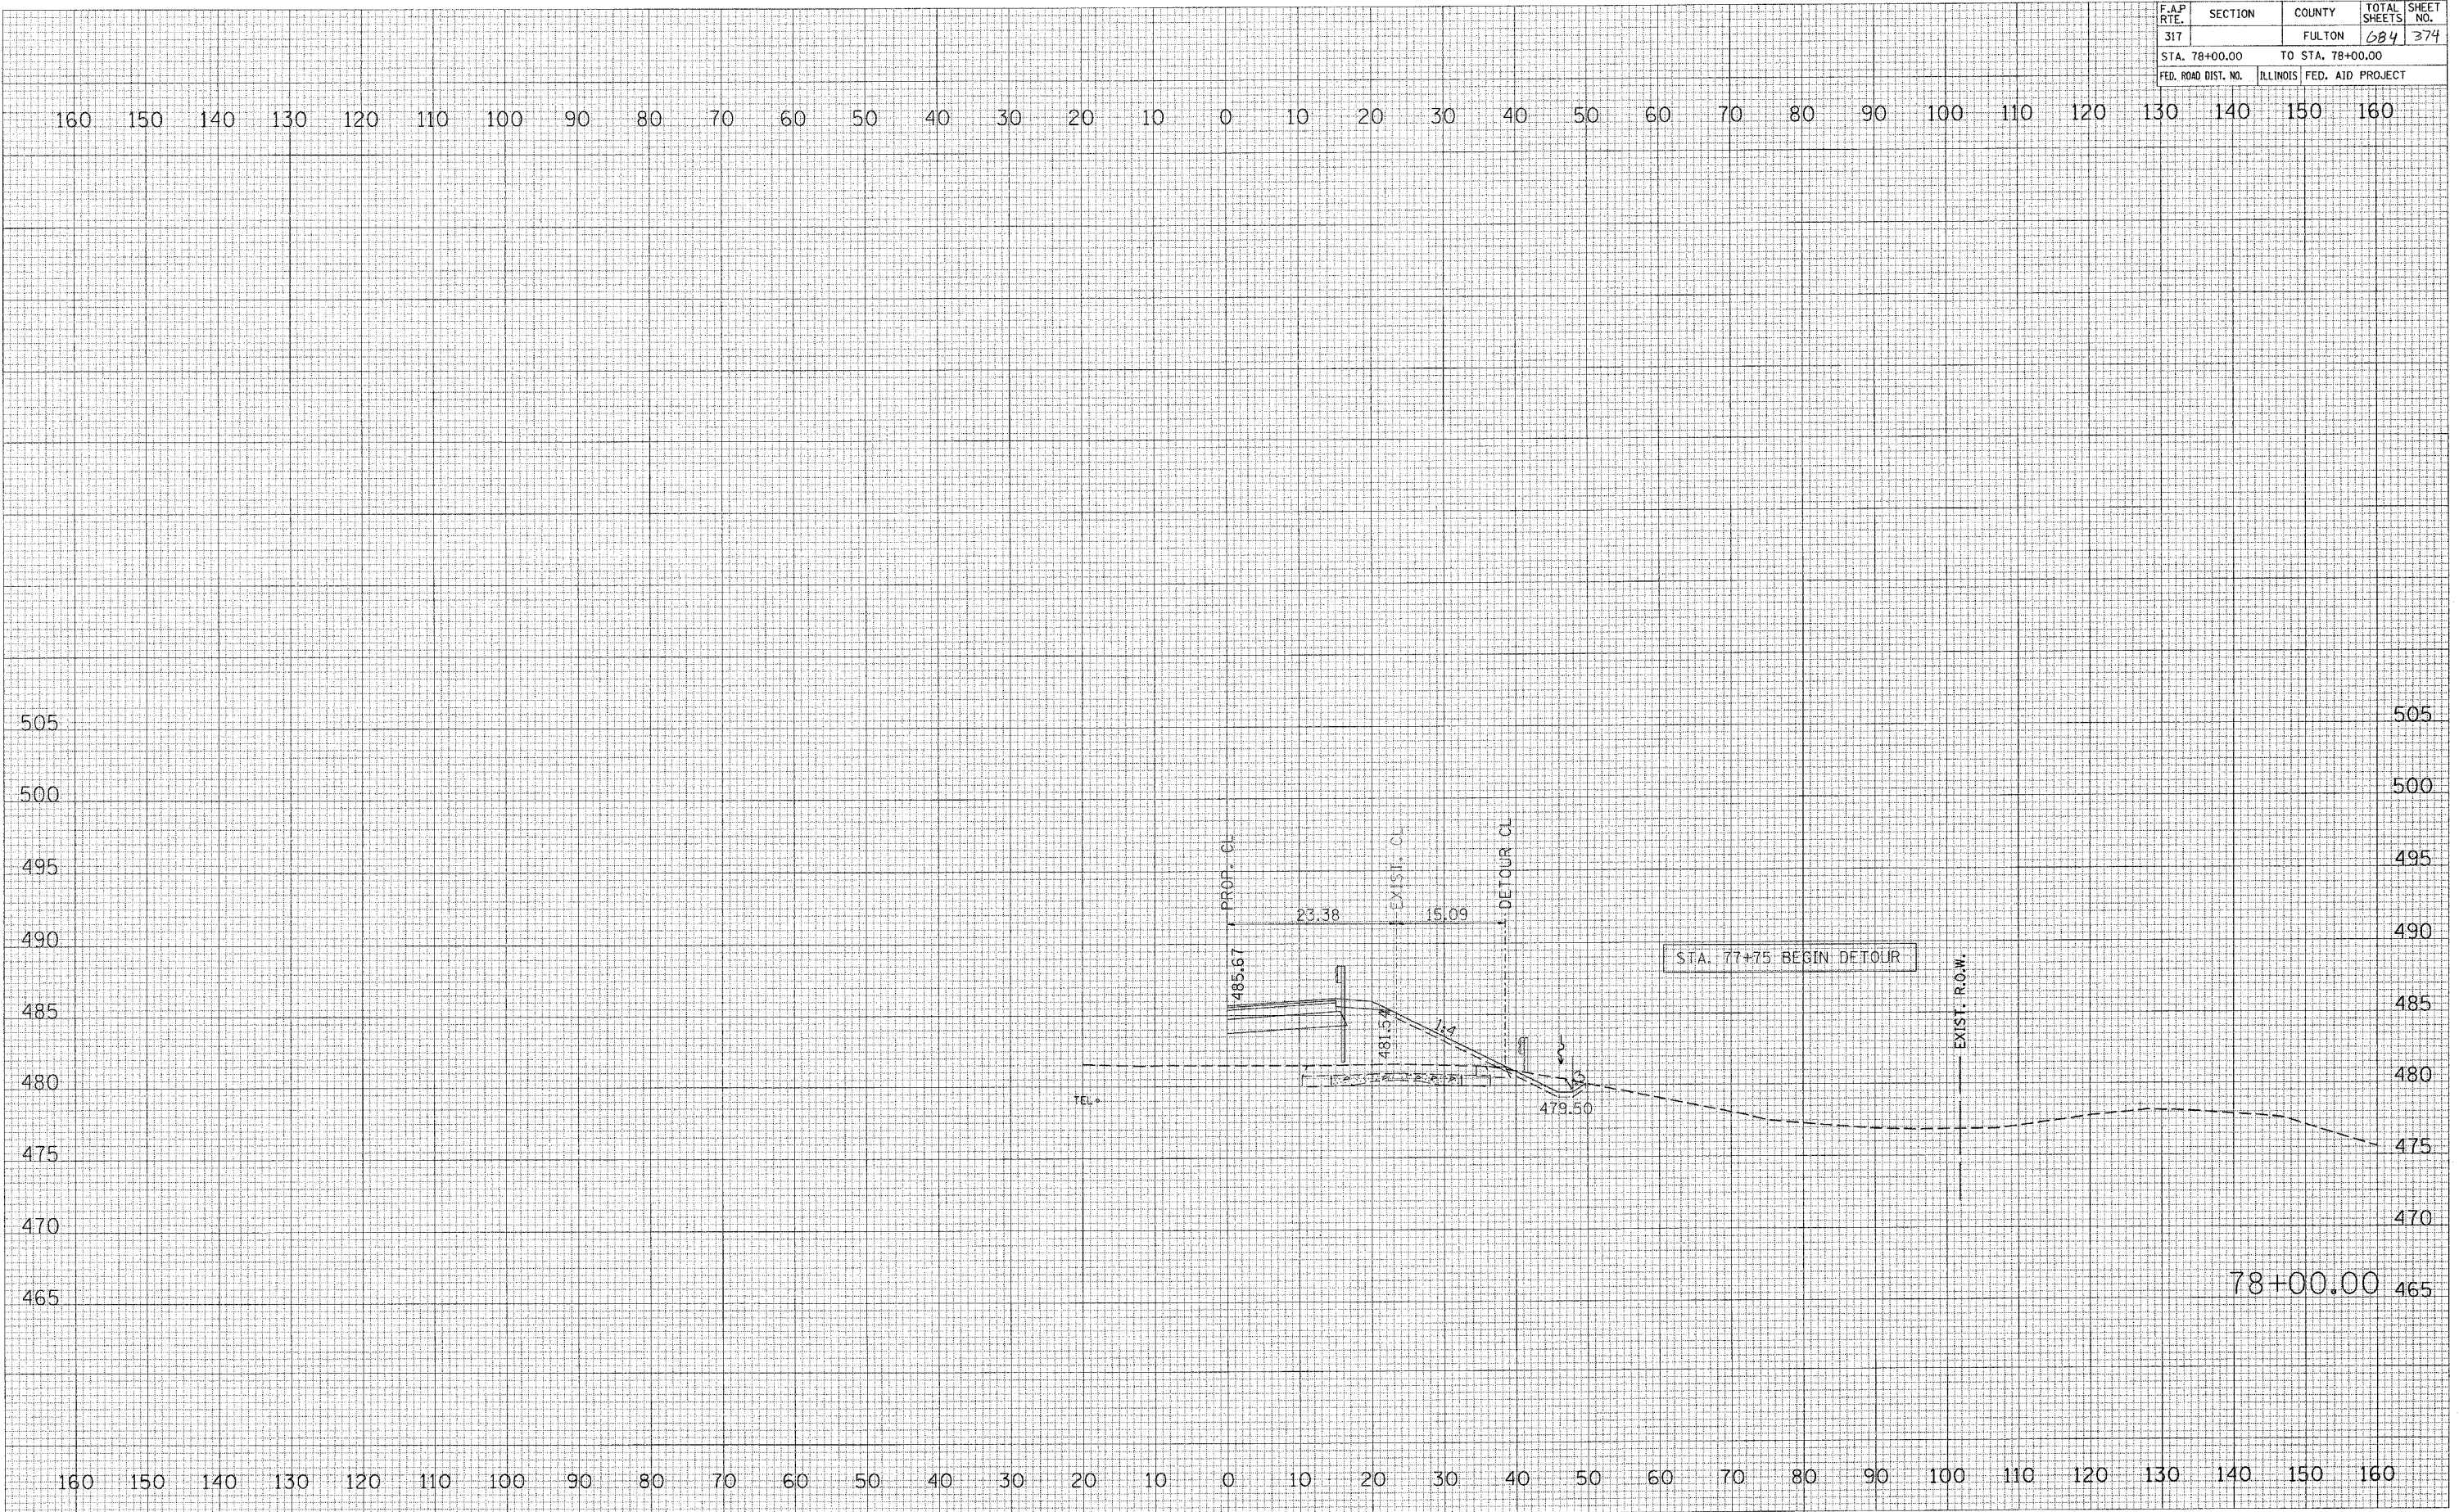 F.A.P RTE. SECTION COUNTY TOTAL SHEETS SHEET NO.
317 FULTON 684 374
STA. 78+00.00 TO STA. 78+00.00
FED. ROAD DIST. NO. ILLINOIS FED. AID PROJECT
160 150 140 130 120 110 100 90 80 70 60 50 40 30 20 10 0 10 20 30 40 50 60 70 80 90 100 110 120 130 140 150 160
505 505
500 500
PROP. CL
EXIST. CL
DETOUR CL
495 495
23.38 15.09
490 490
STA. 77+75 BEGIN DETOUR
485.67
EXIST. R.O.W.
485 485
481.54
1:4
480 480
3
TEL
479.50
475 475
470 470
78+00.00
465 465
160 150 140 130 120 110 100 90 80 70 60 50 40 30 20 10 0 10 20 30 40 50 60 70 80 90 100 110 120 130 140 150 160